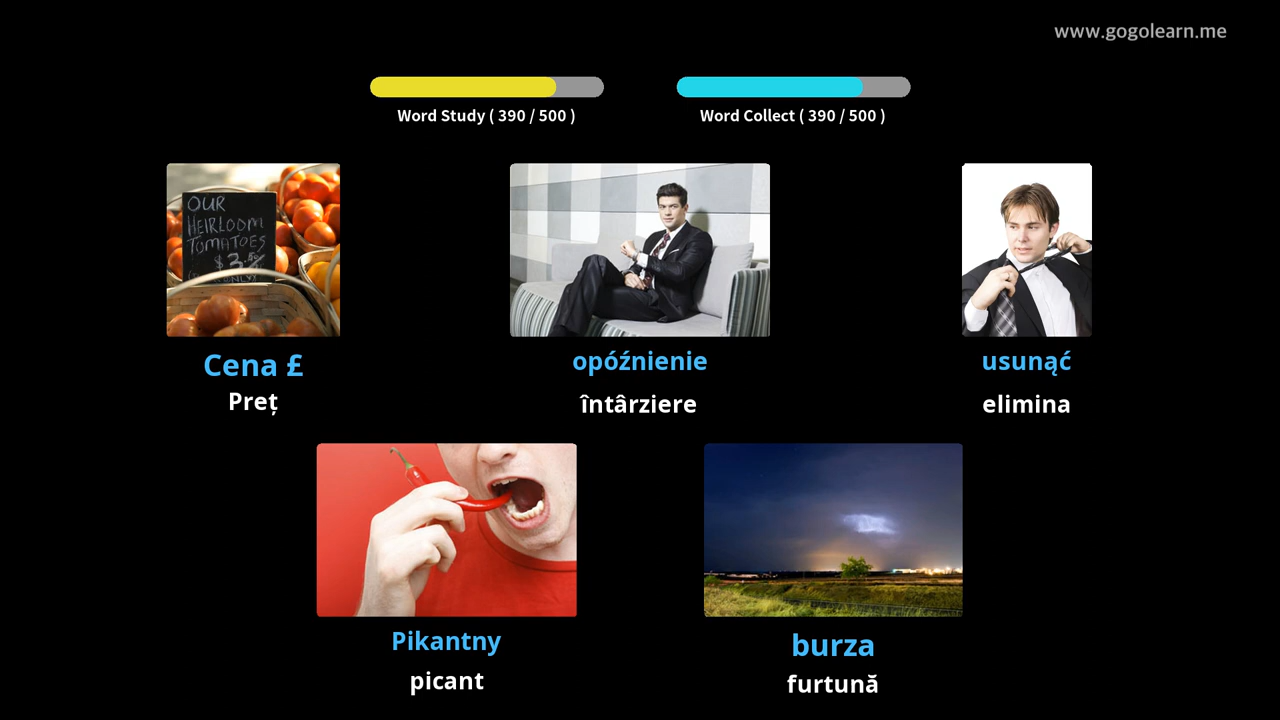 www.gogolearn.me
Word Study ( 390 / 500 )
Word Collect ( 390 / 500 )
OUR
HEIRLOOM
TOMATOES
Cena £
Preț
opóźnienie
întârziere
usunąć
elimina
Pikantny
picant
burza
furtună